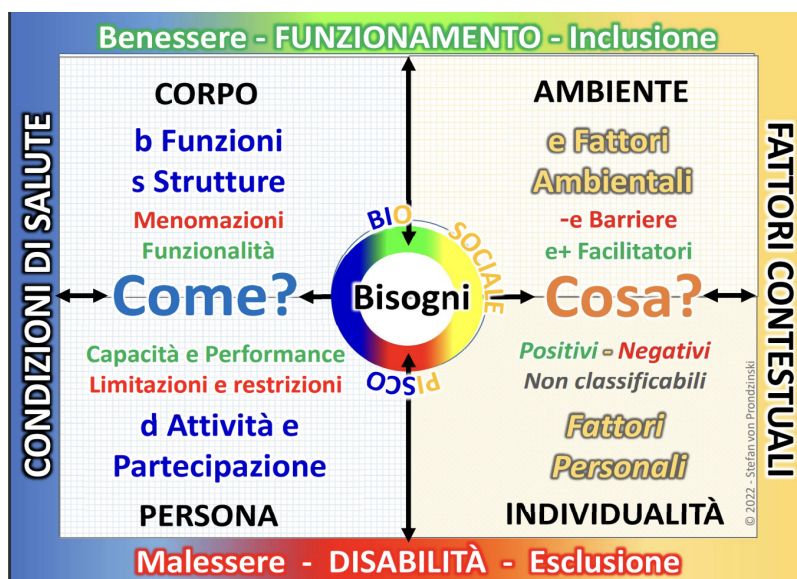 Benessere - FUNZIONAMENTO - Inclusione
CONDIZIONI DI SALUTE
CORPO
b Funzioni
s Strutture
Menomazioni
Funzionalità
Come?
Capacità e Performance
Limitazioni e restrizioni
d Attività e
Partecipazione
PERSONA
BIO
SOCIALE
Bisogni
PISCO
AMBIENTE
e Fattori
Ambientali
-e Barriere
e+ Facilitatori
Cosa?
Positivi - Negativi
Non classificabili
Fattori
Personali
INDIVIDUALITÀ
FATTORI CONTESTUALI
© 2022 - Stefan von Prondzinski
Malessere - DISABILITÀ - Esclusione